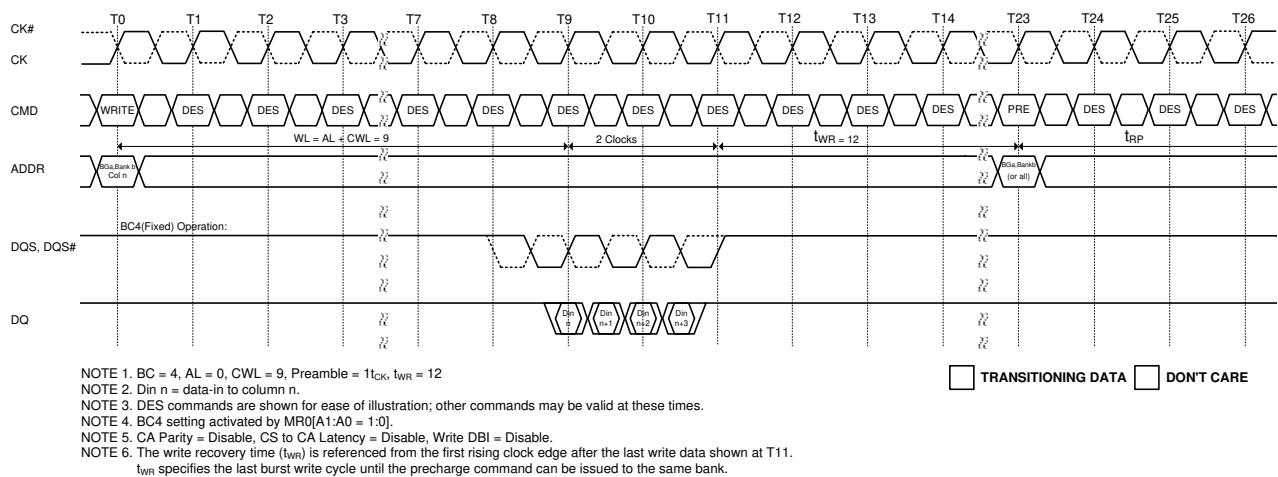 T0 T1 T2 T3 T7 T8 T9 T10 T11 T12 T13 T14 T23 T24 T25 T26
CK#
CK
CMD WRITE DES DES DES DES DES DES DES DES DES DES DES PRE DES DES DES
WL = AL + CWL = 9 2 Clocks tWR = 12 tRP
ADDR
BGa,Bank b
Col n
BGa,Bankb
(or all)
BC4(Fixed) Operation:
DQS, DQS#
DQ
Din
n
Din
n+1
Din
n+2
Din
n+3
NOTE 1. BC = 4, AL = 0, CWL = 9, Preamble = 1tCK, tWR = 12
NOTE 2. Din n = data-in to column n.
NOTE 3. DES commands are shown for ease of illustration; other commands may be valid at these times.
NOTE 4. BC4 setting activated by MR0[A1:A0 = 1:0].
NOTE 5. CA Parity = Disable, CS to CA Latency = Disable, Write DBI = Disable.
NOTE 6. The write recovery time (tWR) is referenced from the first rising clock edge after the last write data shown at T11.
tWR specifies the last burst write cycle until the precharge command can be issued to the same bank.
TRANSITIONING DATA DON'T CARE